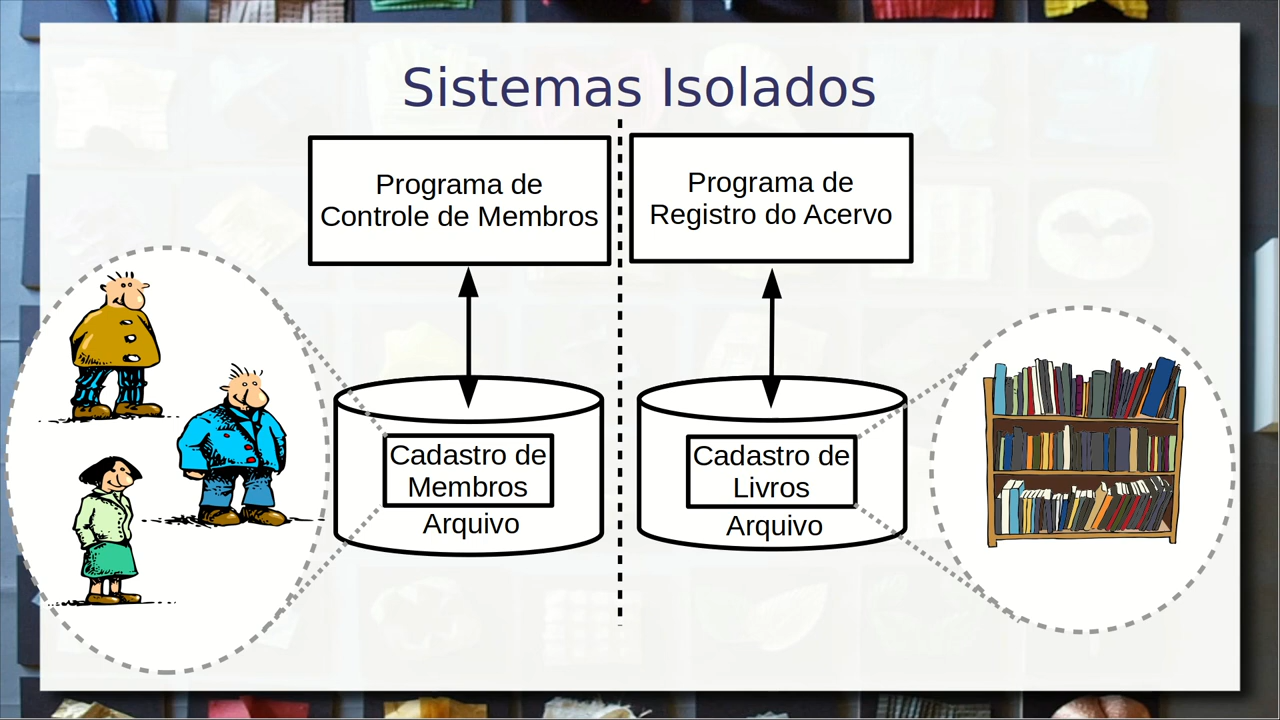 Sistemas Isolados
Programa de
Controle de Membros
Programa de
Registro do Acervo
Cadastro de
Membros
Arquivo
Cadastro de
Livros
Arquivo